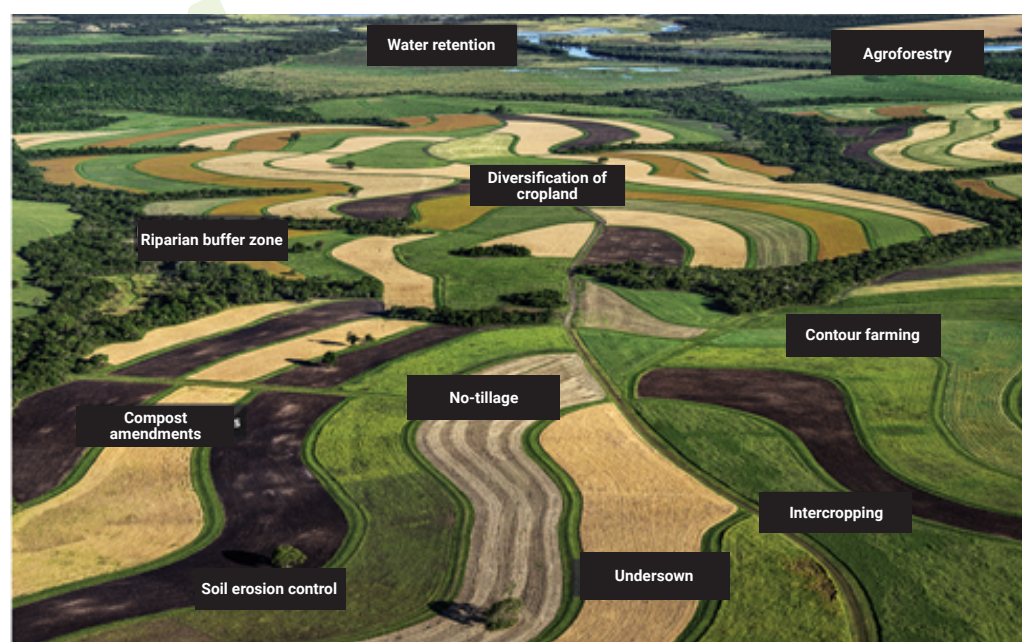 Water retention
Agroforestry
Diversification of
cropland
Riparian buffer zone
Contour farming
No-tillage
Compost
amendments
Intercropping
Undersown
Soil erosion control